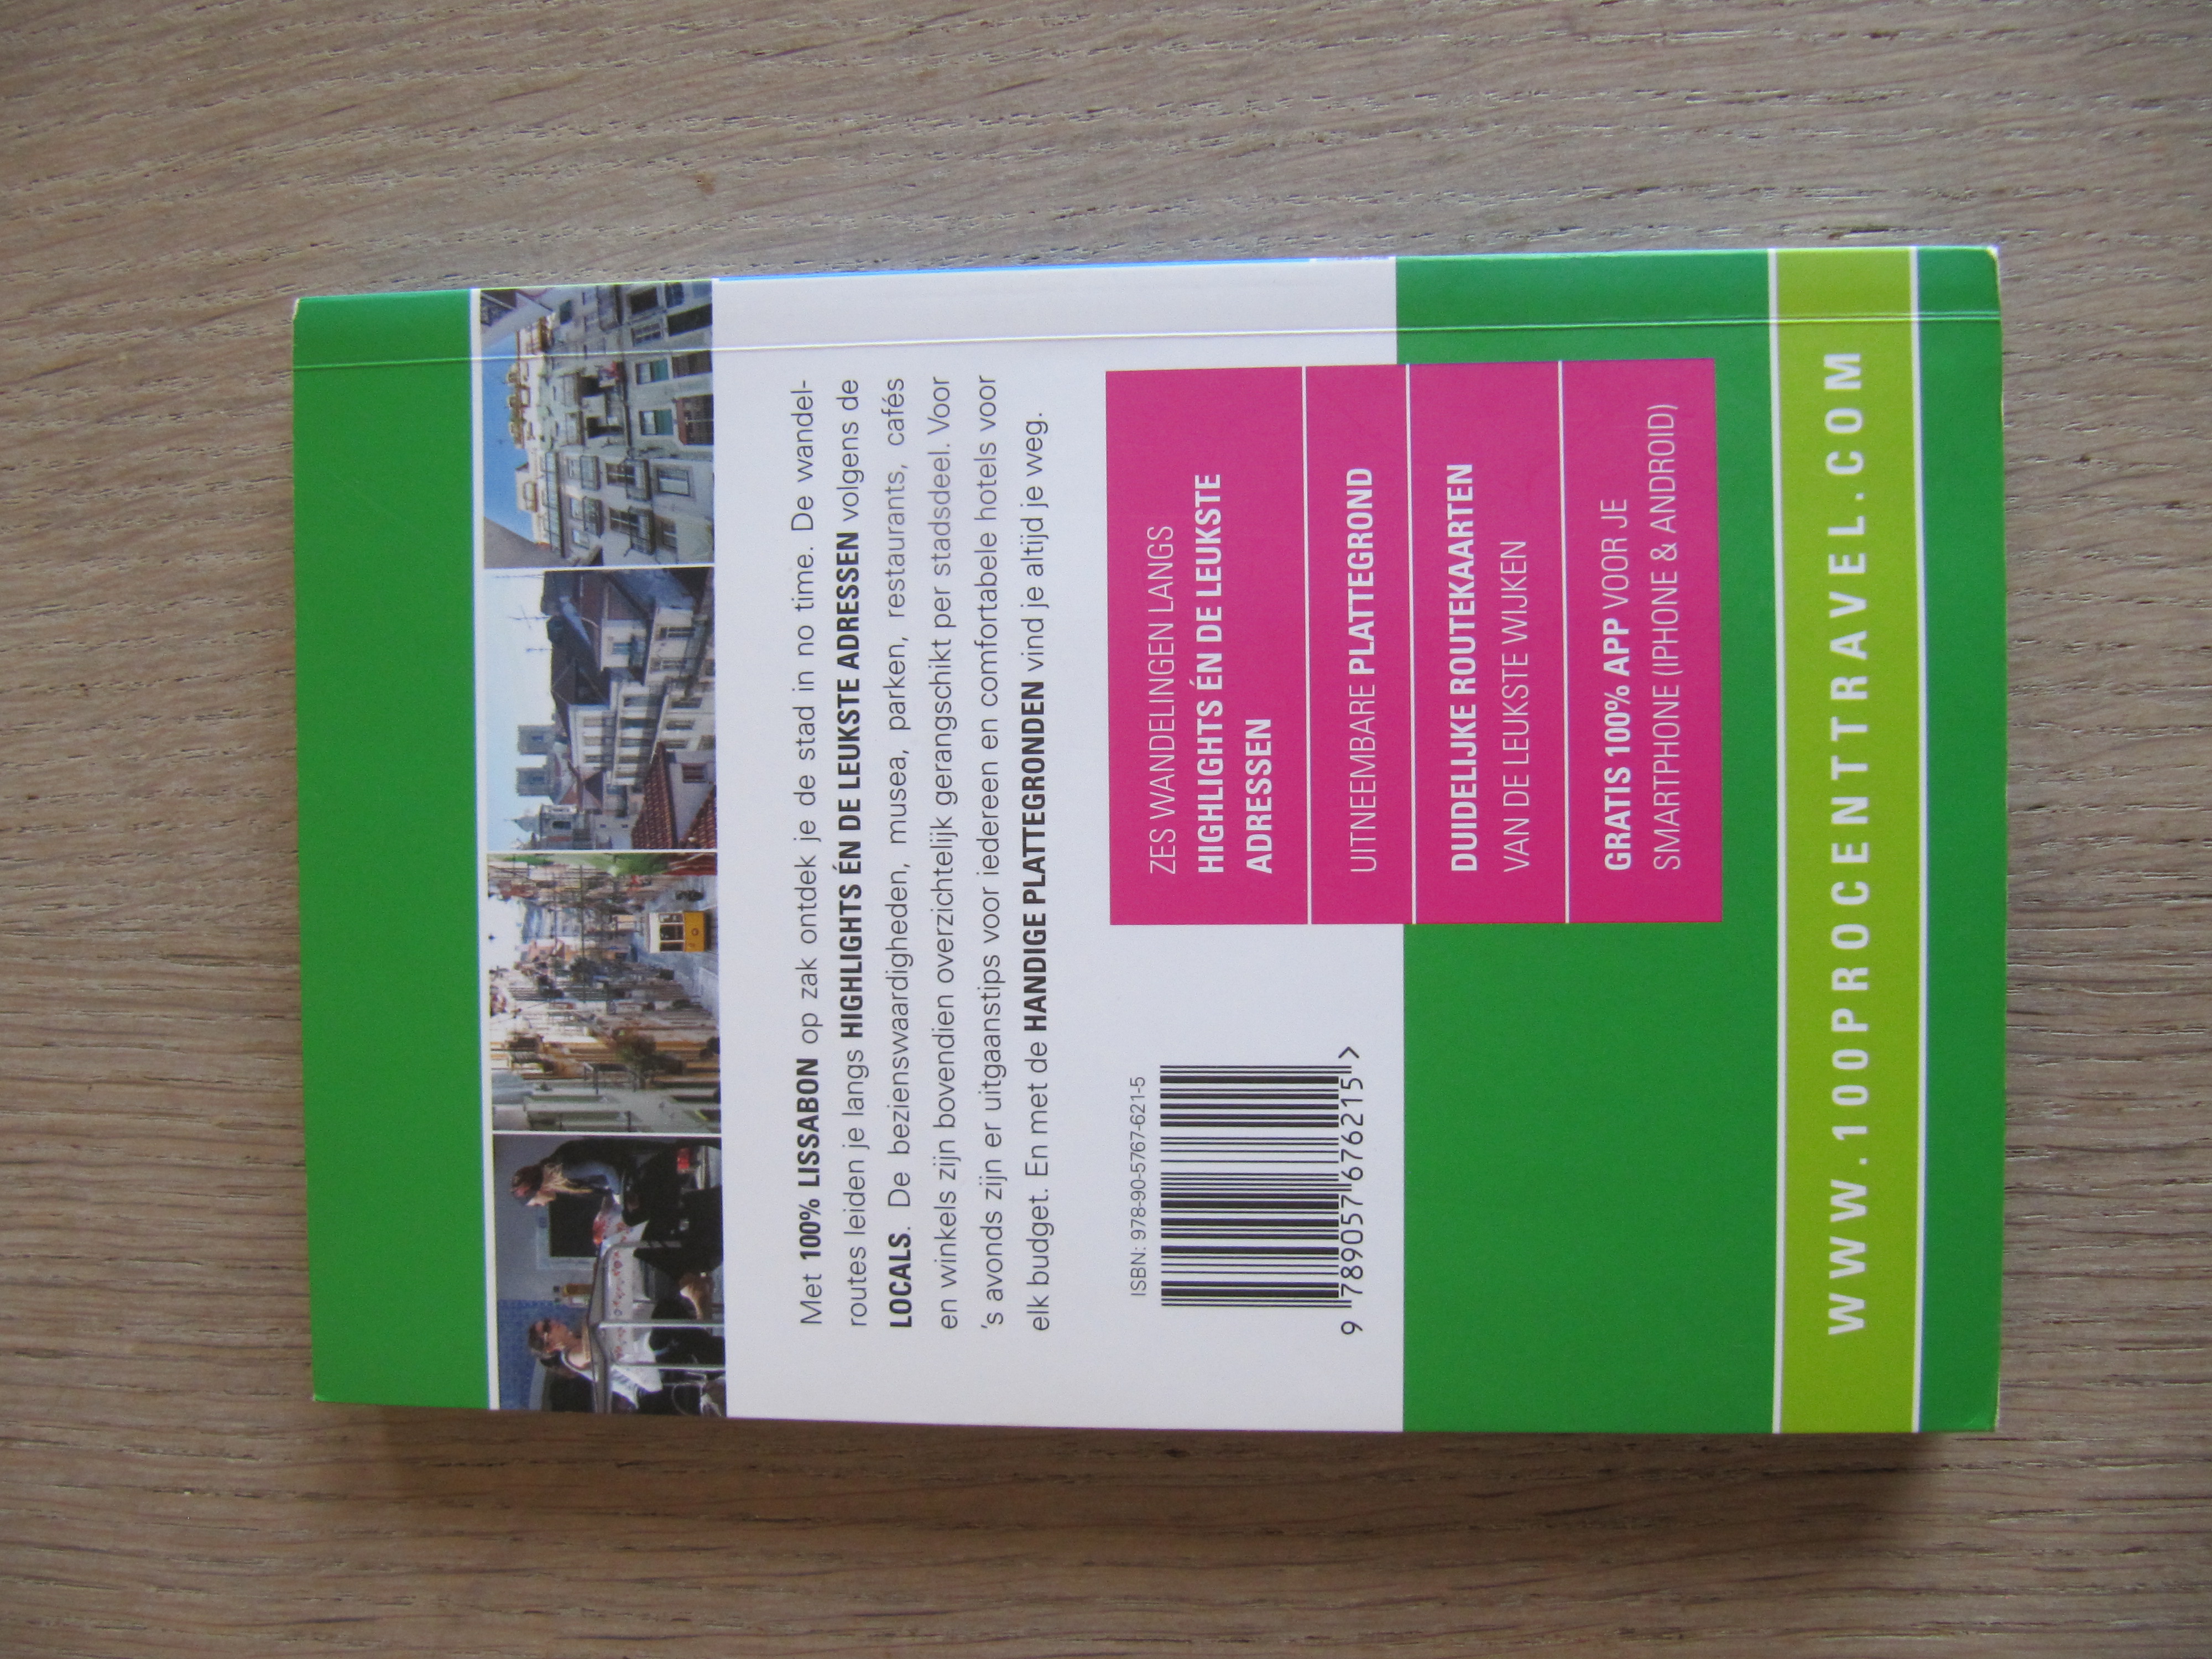 Met 100% LISSABON op zak ontdek je de stad in no time. De wandel-
routes leiden je langs HIGHLIGHTS ÉN DE LEUKSTE ADRESSEN volgens de
LOCALS. De bezienswaardigheden, musea, parken, restaurants, cafés
en winkels zijn bovendien overzichtelijk gerangschikt per stadsdeel. Voor
's avonds zijn er uitgaanstips voor iedereen en comfortabele hotels voor
elk budget. En met de HANDIGE PLATTEGRONDEN vind je altijd je weg.
ISBN: 978-90-5767-621-5
9 789057 676215 >
ZES WANDELINGEN LANGS
HIGHLIGHTS ÉN DE LEUKSTE
ADRESSEN
UITNEEMBARE PLATTEGROND
DUIDELIJKE ROUTEKAARTEN
VAN DE LEUKSTE WIJKEN
GRATIS 100% APP VOOR JE
SMARTPHONE (IPHONE & ANDROID)
WWW.100PROCENTTRAVEL.COM